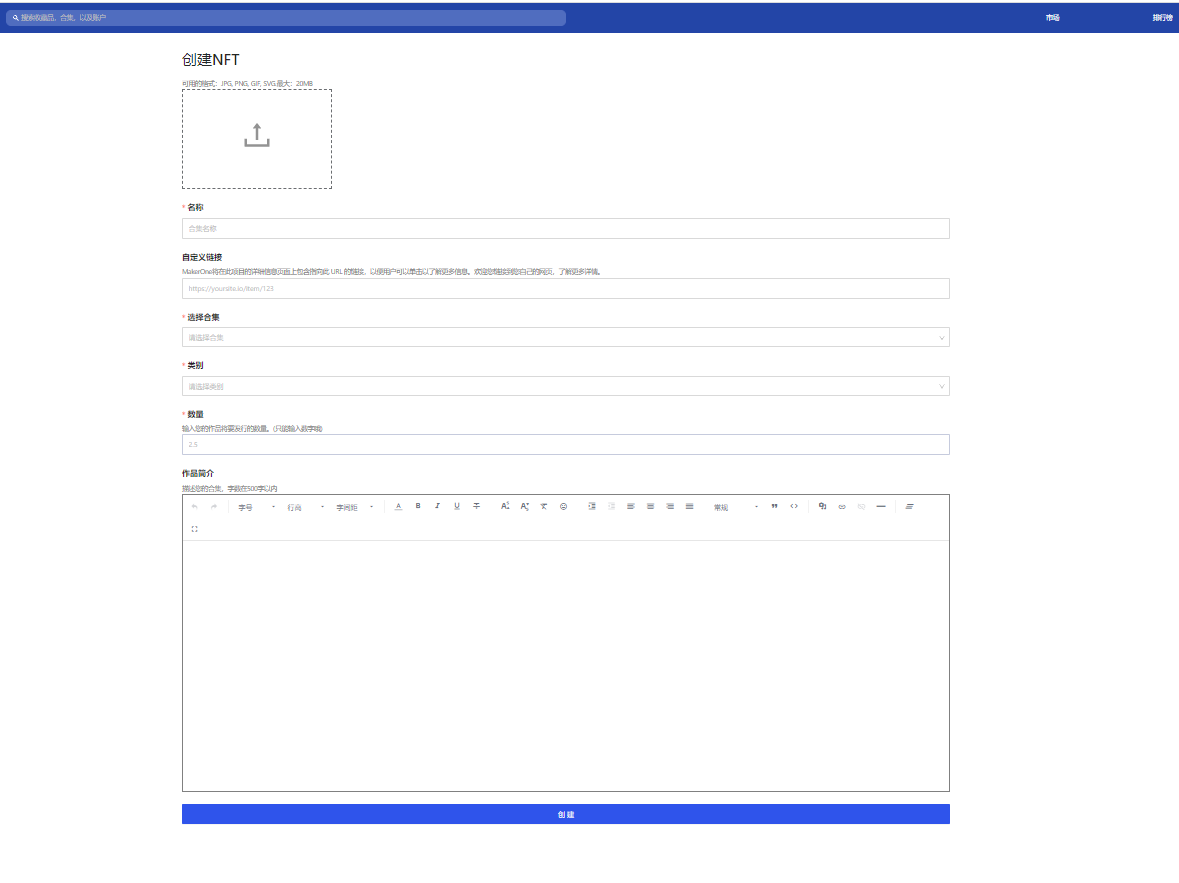 搜索收藏品、合集，以及账户
市场
排行榜
创建NFT
可用的格式：JPG, PNG, GIF, SVG 最大：20MB
* 名称
合集名称
自定义链接
MakerOne将在此项目的详细信息页面上包含指向此 URL 的链接，以便用户可以单击以了解更多信息。欢迎您链接到您自己的网页，了解更多详情。
https://yoursite.io/item/123
* 选择合集
请选择合集
* 类别
请选择类别
* 数量
输入您的作品将要发行的数量。(只能输入数字哦)
2.5
作品简介
描述您的合集，字数在500字以内
字号 行高 字间距 A B I U 常规
创建